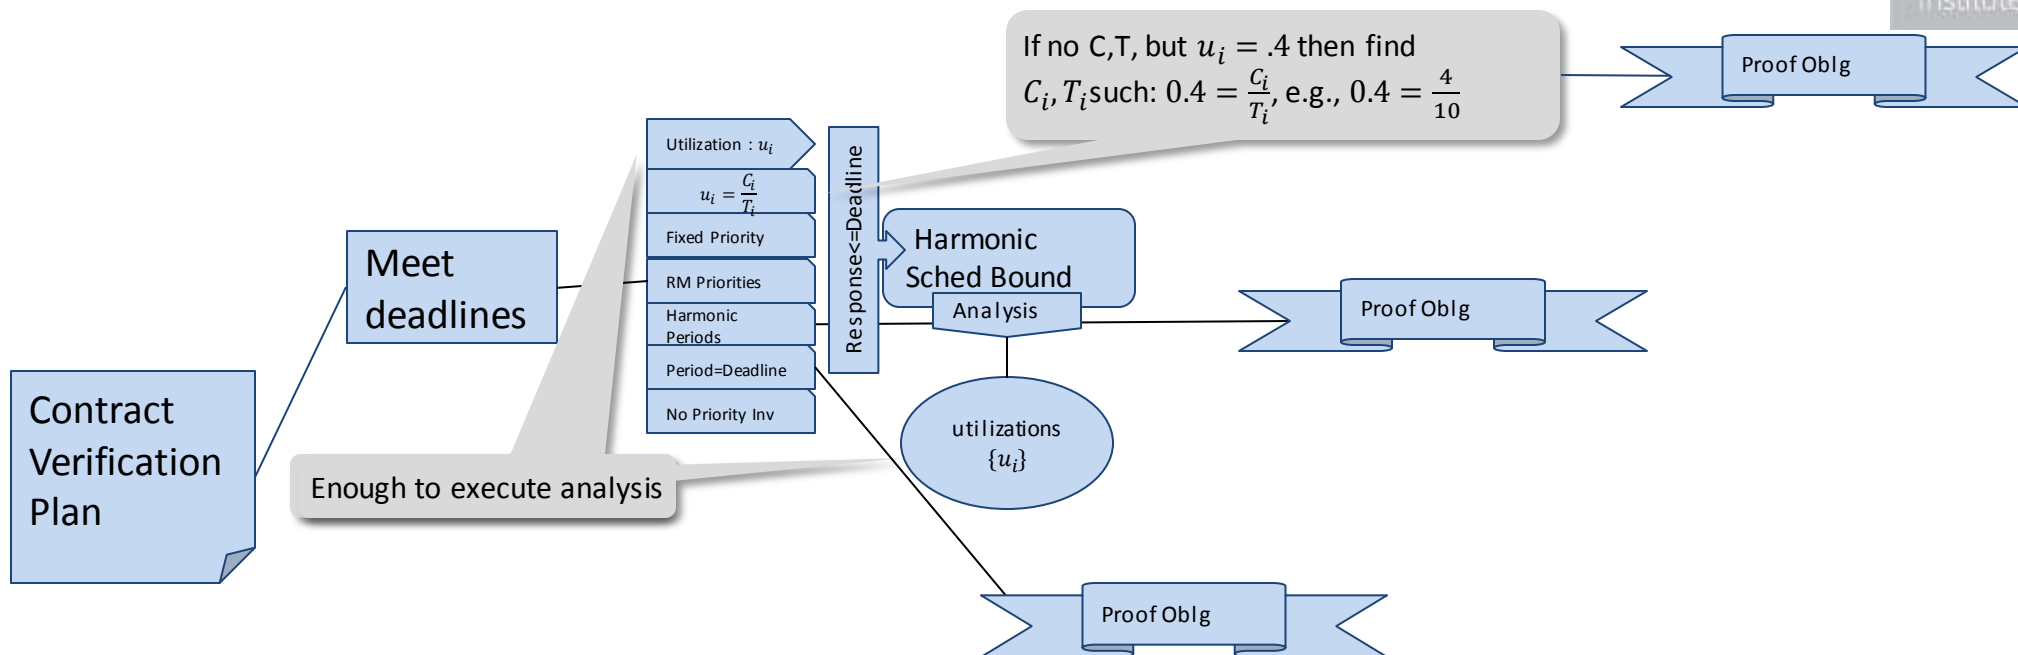 Institute
If no C,T, but u_i = .4 then find
C_i, T_i such: 0.4 = C_i/T_i, e.g., 0.4 = 4/10
Proof Oblg
Utilization : u_i
u_i = C_i/T_i
Fixed Priority
RM Priorities
Harmonic
Periods
Period=Deadline
No Priority Inv
Response<=Deadline
Harmonic
Sched Bound
Analysis
Proof Oblg
Meet
deadlines
Contract
Verification
Plan
utilizations
{u_i}
Enough to execute analysis
Proof Oblg